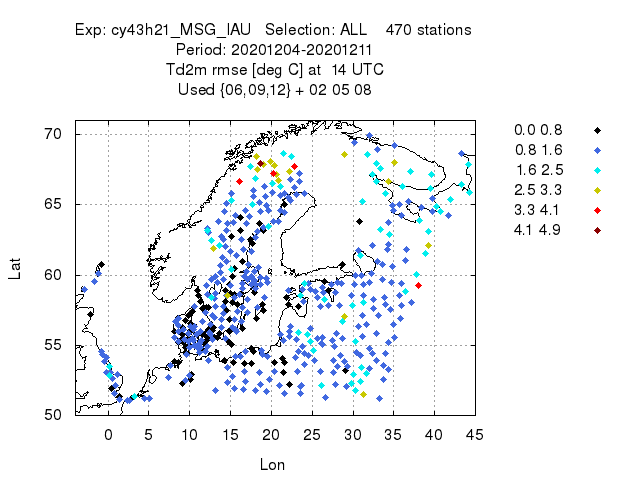 Exp: cy43h21_MSG_IAU   Selection: ALL    470 stations
Period: 20201204-20201211
Td2m rmse [deg C] at  14 UTC
Used {06,09,12} + 02 05 08
0.0 0.8
0.8 1.6
1.6 2.5
2.5 3.3
3.3 4.1
4.1 4.9
70
65
60
55
50
Lat
0 5 10 15 20 25 30 35 40 45
Lon